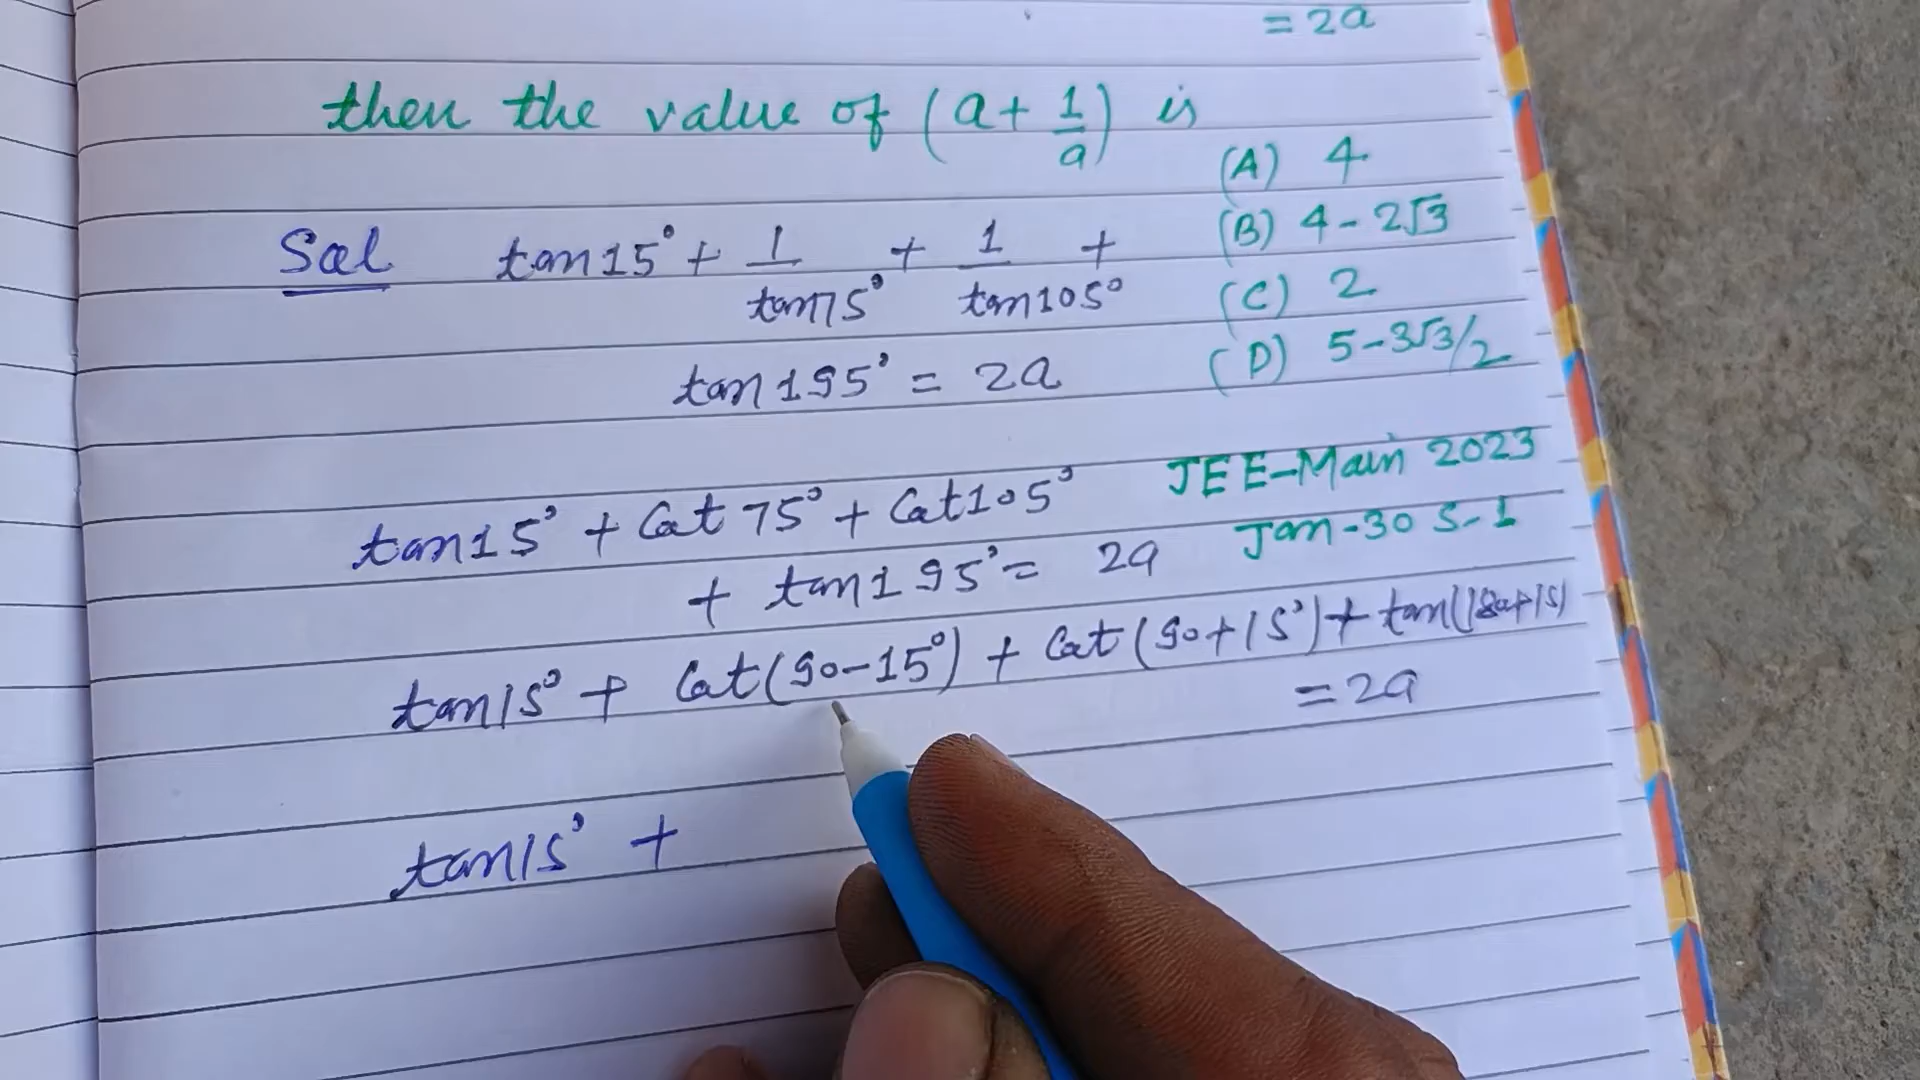 = 2a
then the value of (a + 1/a) is
(A) 4
(B) 4 - 2√3
(C) 2
(D) 5-3√3/2
Sol tan15° + 1/tan75° + 1/tan105° +
tan195° = 2a
JEE-Main 2023
Jan-30 S-1
tan15° + Cot 75° + Cot105°
+ tan195° = 2a
tan15° + Cot(90-15°) + Cot(90+15°) + tan(180+15)
= 2a
tan15° +